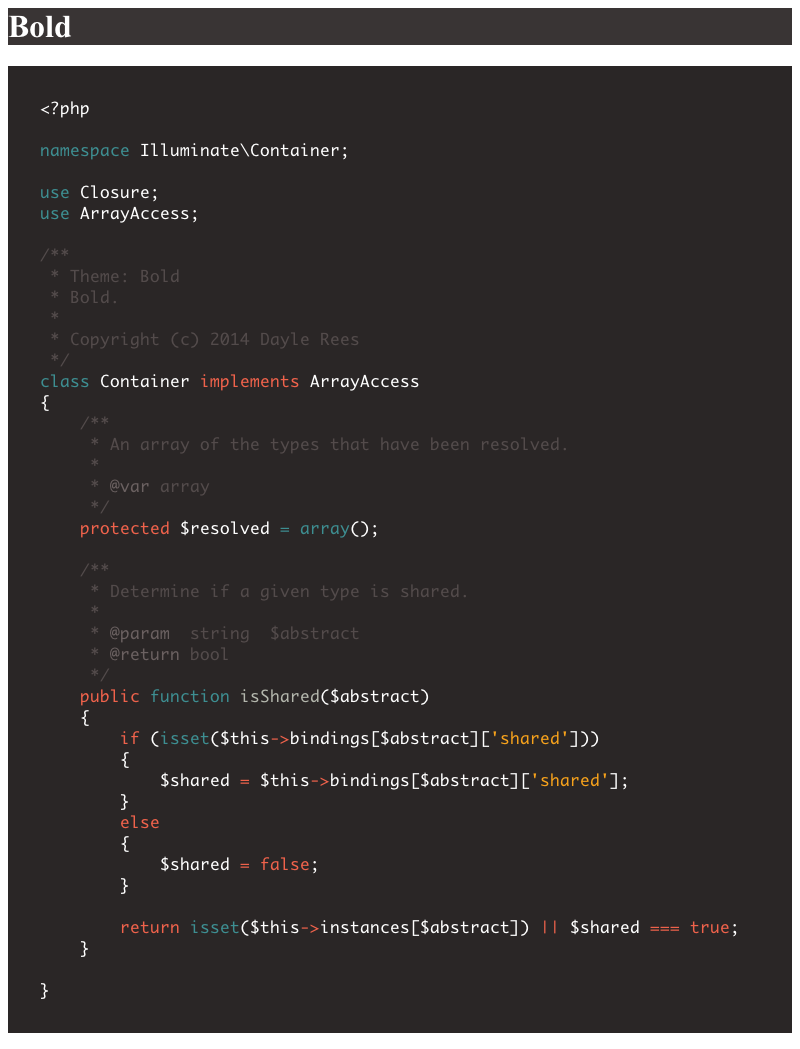 Bold
<?php
namespace Illuminate\Container;
use Closure;
use ArrayAccess;
/**
 * Theme: Bold
 * Bold.
 *
 * Copyright (c) 2014 Dayle Rees
 */
class Container implements ArrayAccess
{
    /**
     * An array of the types that have been resolved.
     *
     * @var array
     */
    protected $resolved = array();
    /**
     * Determine if a given type is shared.
     *
     * @param  string  $abstract
     * @return bool
     */
    public function isShared($abstract)
    {
        if (isset($this->bindings[$abstract]['shared']))
        {
            $shared = $this->bindings[$abstract]['shared'];
        }
        else
        {
            $shared = false;
        }
        return isset($this->instances[$abstract]) || $shared === true;
    }
}